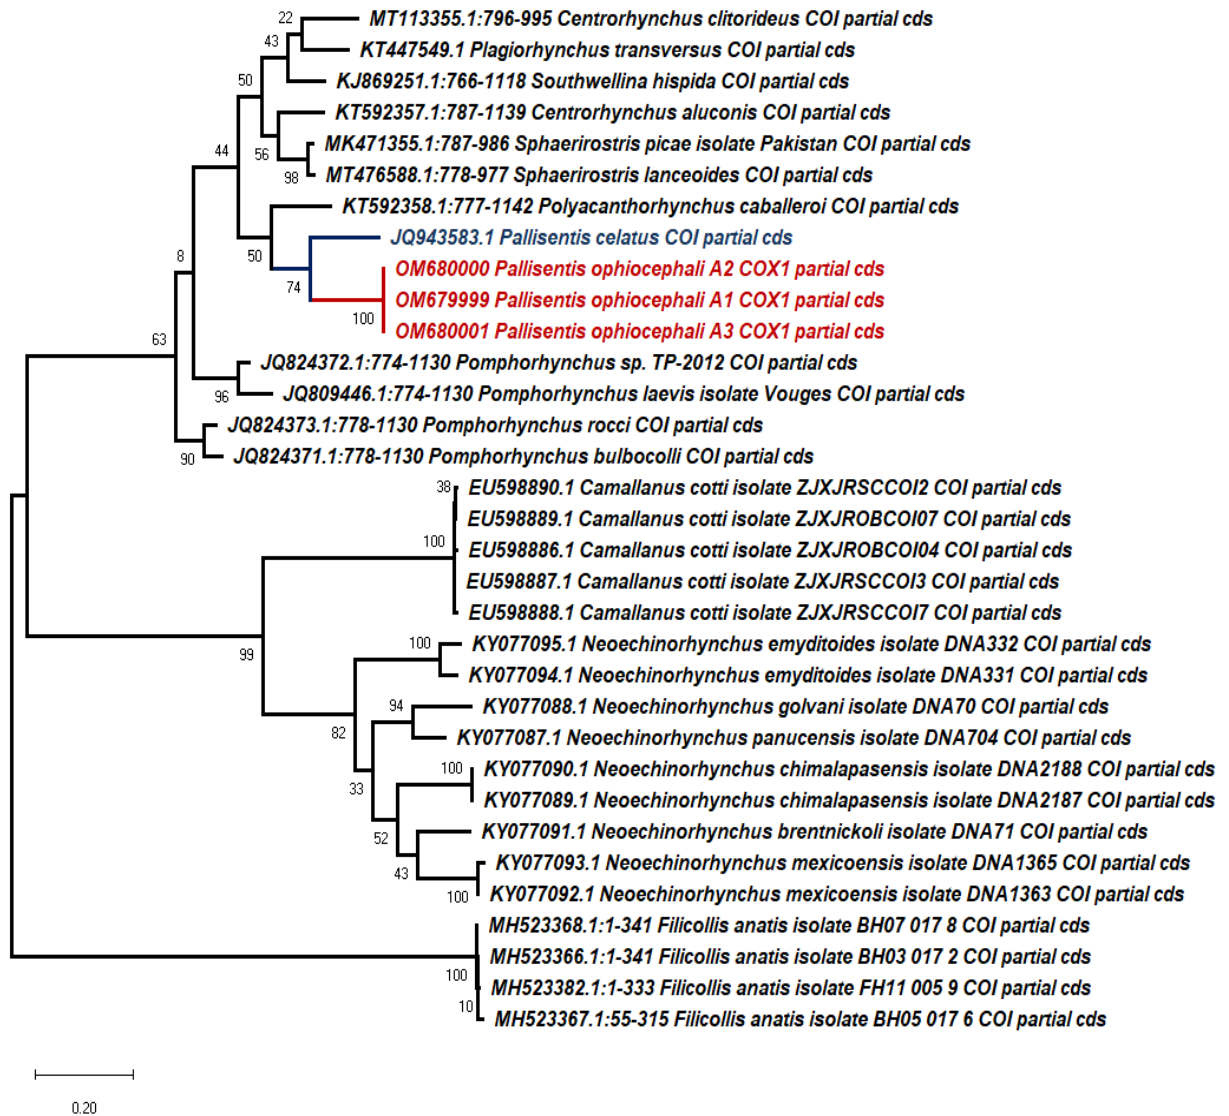 22
MT113355.1:796-995 Centrorhynchus clitorideus COI partial cds
43
KT447549.1 Plagiorhynchus transversus COI partial cds
50
KJ869251.1:766-1118 Southwellina hispida COI partial cds
KT592357.1:787-1139 Centrorhynchus aluconis COI partial cds
44
56
MK471355.1:787-986 Sphaerirostris picae isolate Pakistan COI partial cds
98
MT476588.1:778-977 Sphaerirostris lanceoides COI partial cds
KT592358.1:777-1142 Polyacanthorhynchus caballeroi COI partial cds
8
50
JQ943583.1 Pallisentis celatus COI partial cds
74
OM680000 Pallisentis ophiocephali A2 COX1 partial cds
OM679999 Pallisentis ophiocephali A1 COX1 partial cds
100
OM680001 Pallisentis ophiocephali A3 COX1 partial cds
63
JQ824372.1:774-1130 Pomphorhynchus sp. TP-2012 COI partial cds
96
JQ809446.1:774-1130 Pomphorhynchus laevis isolate Vouges COI partial cds
JQ824373.1:778-1130 Pomphorhynchus rocci COI partial cds
90
JQ824371.1:778-1130 Pomphorhynchus bulbocolli COI partial cds
38
EU598890.1 Camallanus cotti isolate ZJXJRSCCOI2 COI partial cds
EU598889.1 Camallanus cotti isolate ZJXJROBCOI07 COI partial cds
100
EU598886.1 Camallanus cotti isolate ZJXJROBCOI04 COI partial cds
EU598887.1 Camallanus cotti isolate ZJXJRSCCOI3 COI partial cds
EU598888.1 Camallanus cotti isolate ZJXJRSCCOI7 COI partial cds
99
100
KY077095.1 Neoechinorhynchus emyditoides isolate DNA332 COI partial cds
KY077094.1 Neoechinorhynchus emyditoides isolate DNA331 COI partial cds
94
KY077088.1 Neoechinorhynchus golvani isolate DNA70 COI partial cds
82
KY077087.1 Neoechinorhynchus panucensis isolate DNA704 COI partial cds
100
KY077090.1 Neoechinorhynchus chimalapasensis isolate DNA2188 COI partial cds
33
KY077089.1 Neoechinorhynchus chimalapasensis isolate DNA2187 COI partial cds
52
KY077091.1 Neoechinorhynchus brentnickoli isolate DNA71 COI partial cds
43
KY077093.1 Neoechinorhynchus mexicoensis isolate DNA1365 COI partial cds
100
KY077092.1 Neoechinorhynchus mexicoensis isolate DNA1363 COI partial cds
MH523368.1:1-341 Filicollis anatis isolate BH07 017 8 COI partial cds
MH523366.1:1-341 Filicollis anatis isolate BH03 017 2 COI partial cds
100
MH523382.1:1-333 Filicollis anatis isolate FH11 005 9 COI partial cds
10
MH523367.1:55-315 Filicollis anatis isolate BH05 017 6 COI partial cds
0.20